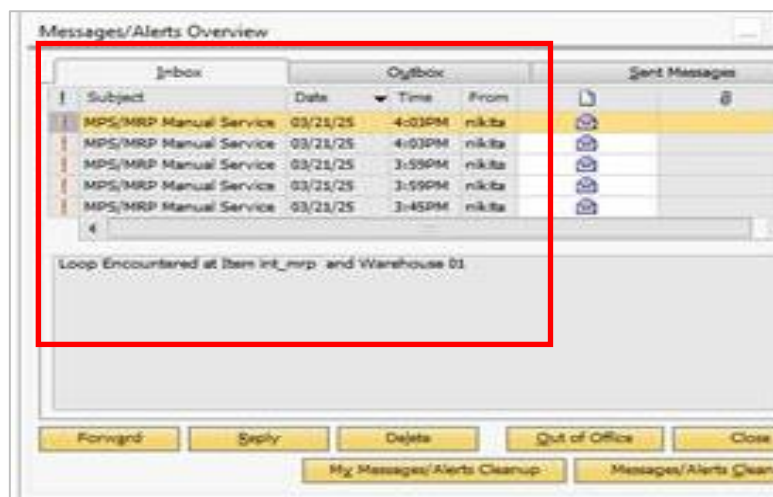 Messages/Alerts Overview
Inbox Outbox Sent Messages
! Subject Date Time From
! MPS/MRP Manual Service 03/21/25 4:03PM nikita
! MPS/MRP Manual Service 03/21/25 4:03PM nikita
! MPS/MRP Manual Service 03/21/25 3:59PM nikita
! MPS/MRP Manual Service 03/21/25 3:59PM nikita
! MPS/MRP Manual Service 03/21/25 3:45PM nikita
Loop Encountered at Item int_mrp and Warehouse 01
Forward Reply Delete Out of Office Close
My Messages/Alerts Cleanup Messages/Alerts Clean